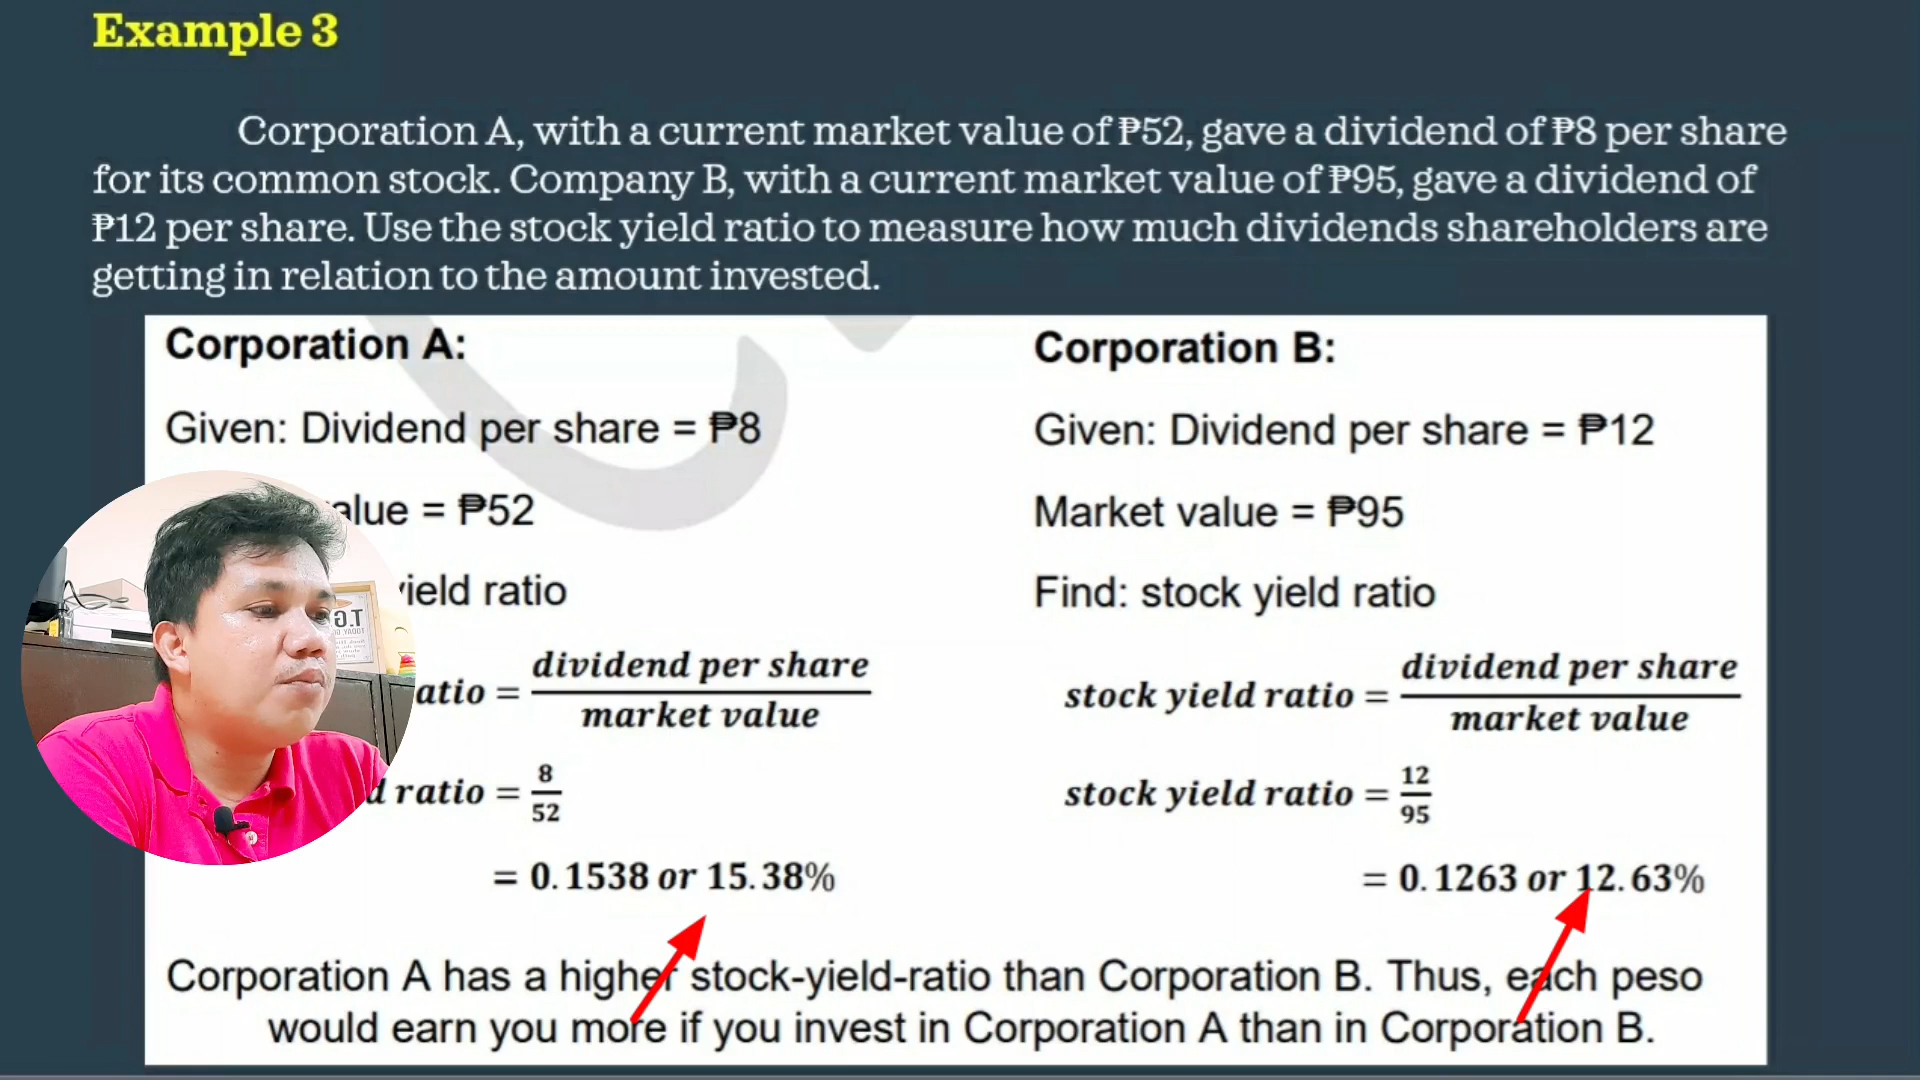 Example 3
Corporation A, with a current market value of ₱52, gave a dividend of ₱8 per share
for its common stock. Company B, with a current market value of ₱95, gave a dividend of
₱12 per share. Use the stock yield ratio to measure how much dividends shareholders are
getting in relation to the amount invested.
Corporation A:
Given: Dividend per share = ₱8
alue = ₱52
ield ratio
atio = dividend per share
market value
d ratio = 8
52
= 0.1538 or 15.38%
Corporation B:
Given: Dividend per share = ₱12
Market value = ₱95
Find: stock yield ratio
stock yield ratio = dividend per share
market value
stock yield ratio = 12
95
= 0.1263 or 12.63%
Corporation A has a higher stock-yield-ratio than Corporation B. Thus, each peso
would earn you more if you invest in Corporation A than in Corporation B.